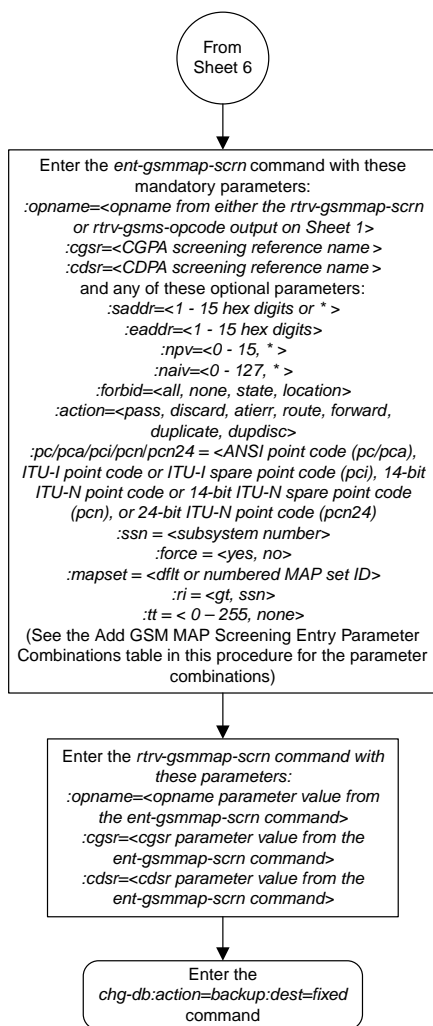 From
Sheet 6
Enter the ent-gsmmap-scrn command with these
mandatory parameters:
:opname=<opname from either the rtrv-gsmmap-scrn
or rtrv-gsms-opcode output on Sheet 1>
:cgsr=<CGPA screening reference name>
:cdsr=<CDPA screening reference name>
and any of these optional parameters:
:saddr=<1 - 15 hex digits or * >
:eaddr=<1 - 15 hex digits>
:npv=<0 - 15, * >
:naiv=<0 - 127, * >
:forbid=<all, none, state, location>
:action=<pass, discard, atierr, route, forward,
duplicate, dupdisc>
:pc/pca/pci/pcn/pcn24 = <ANSI point code (pc/pca),
ITU-I point code or ITU-I spare point code (pci), 14-bit
ITU-N point code or 14-bit ITU-N spare point code
(pcn), or 24-bit ITU-N point code (pcn24)
:ssn = <subsystem number>
:force = <yes, no>
:mapset = <dflt or numbered MAP set ID>
:ri = <gt, ssn>
:tt = < 0 – 255, none>
(See the Add GSM MAP Screening Entry Parameter
Combinations table in this procedure for the parameter
combinations)
Enter the rtrv-gsmmap-scrn command with
these parameters:
:opname=<opname parameter value from
the ent-gsmmap-scrn command>
:cgsr=<cgsr parameter value from the
ent-gsmmap-scrn command>
:cdsr=<cdsr parameter value from the
ent-gsmmap-scrn command>
Enter the
chg-db:action=backup:dest=fixed
command